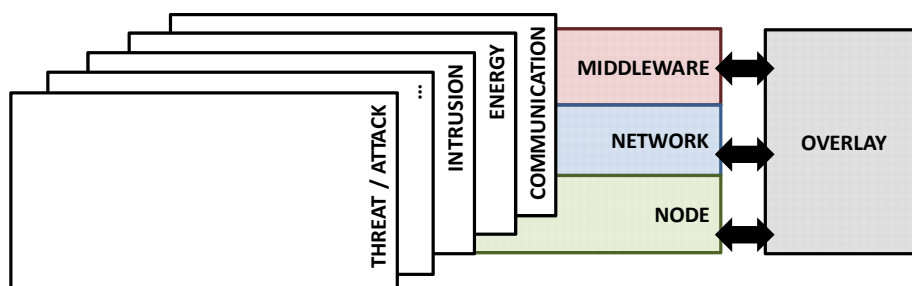 THREAT / ATTACK
...
INTRUSION
ENERGY
COMMUNICATION
MIDDLEWARE
NETWORK
NODE
OVERLAY